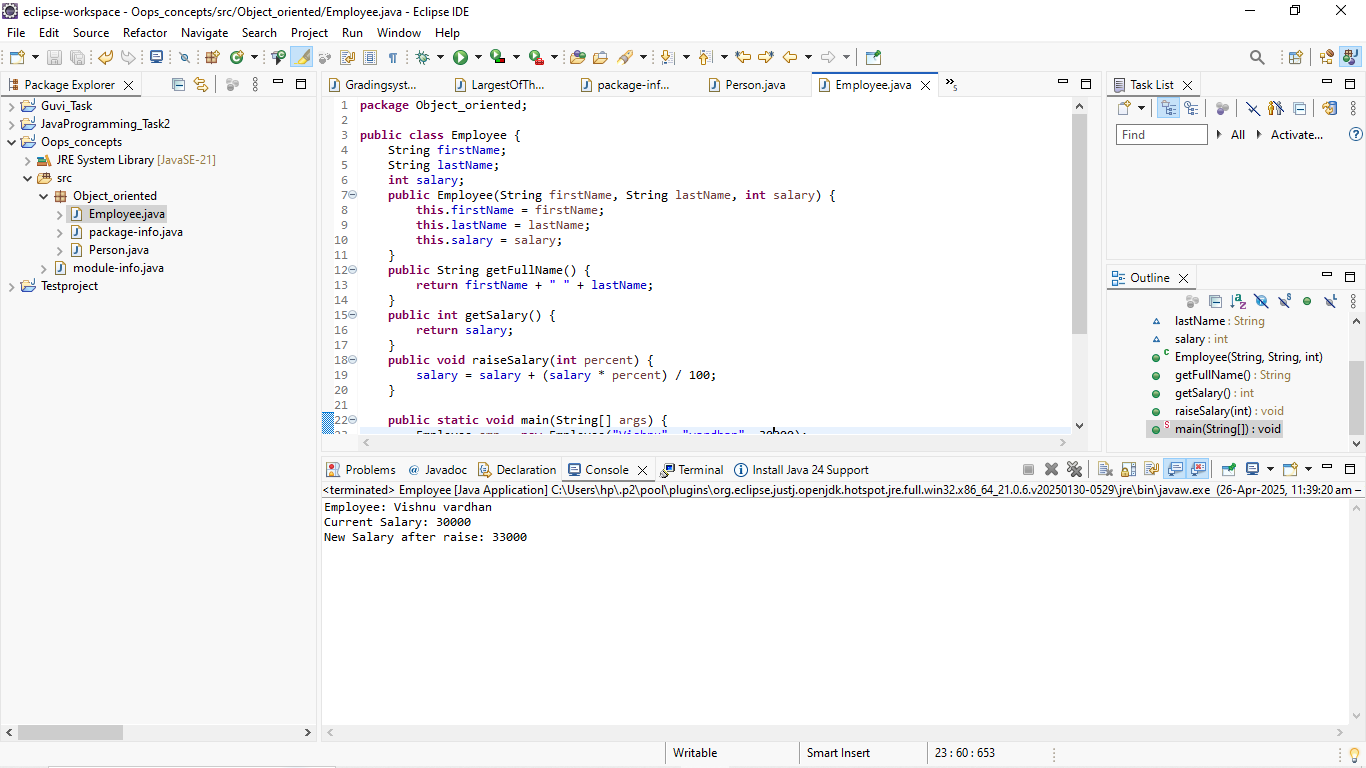 eclipse-workspace - Oops_concepts/src/Object_oriented/Employee.java - Eclipse IDE
File Edit Source Refactor Navigate Search Project Run Window Help
Package Explorer
Guvi_Task
JavaProgramming_Task2
Oops_concepts
JRE System Library [JavaSE-21]
src
Object_oriented
Employee.java
package-info.java
Person.java
module-info.java
Testproject
Gradingsyst... LargestOfTh... package-inf... Person.java Employee.java »5
1 package Object_oriented;
2
3 public class Employee {
4 String firstName;
5 String lastName;
6 int salary;
7 public Employee(String firstName, String lastName, int salary) {
8 this.firstName = firstName;
9 this.lastName = lastName;
10 this.salary = salary;
11 }
12 public String getFullName() {
13 return firstName + " " + lastName;
14 }
15 public int getSalary() {
16 return salary;
17 }
18 public void raiseSalary(int percent) {
19 salary = salary + (salary * percent) / 100;
20 }
21
22 public static void main(String[] args) {
23 Employee emp = new Employee("Vishnu", "vardhan", 30000);
Task List
Find All Activate...
Outline
lastName : String
salary : int
Employee(String, String, int)
getFullName() : String
getSalary() : int
raiseSalary(int) : void
main(String[]) : void
Problems Javadoc Declaration Console Terminal Install Java 24 Support
<terminated> Employee [Java Application] C:\Users\hp\.p2\pool\plugins\org.eclipse.justj.openjdk.hotspot.jre.full.win32.x86_64_21.0.6.v20250130-0529\jre\bin\javaw.exe (26-Apr-2025, 11:39:20 am –
Employee: Vishnu vardhan
Current Salary: 30000
New Salary after raise: 33000
Writable Smart Insert 23 : 60 : 653